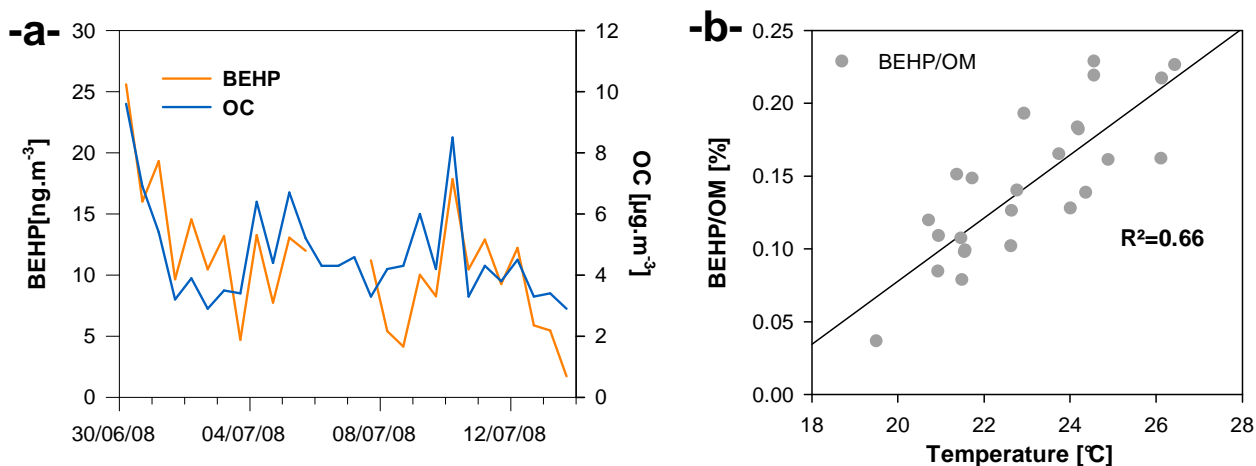 -a-
30
25
20
15
10
5
0
BEHP[ng.m⁻³]
BEHP
OC
12
10
8
6
4
2
0
OC [µg.m⁻³]
30/06/08 04/07/08 08/07/08 12/07/08
-b-
0.25
0.20
0.15
0.10
0.05
0.00
BEHP/OM [%]
BEHP/OM
R²=0.66
18 20 22 24 26 28
Temperature [°C]